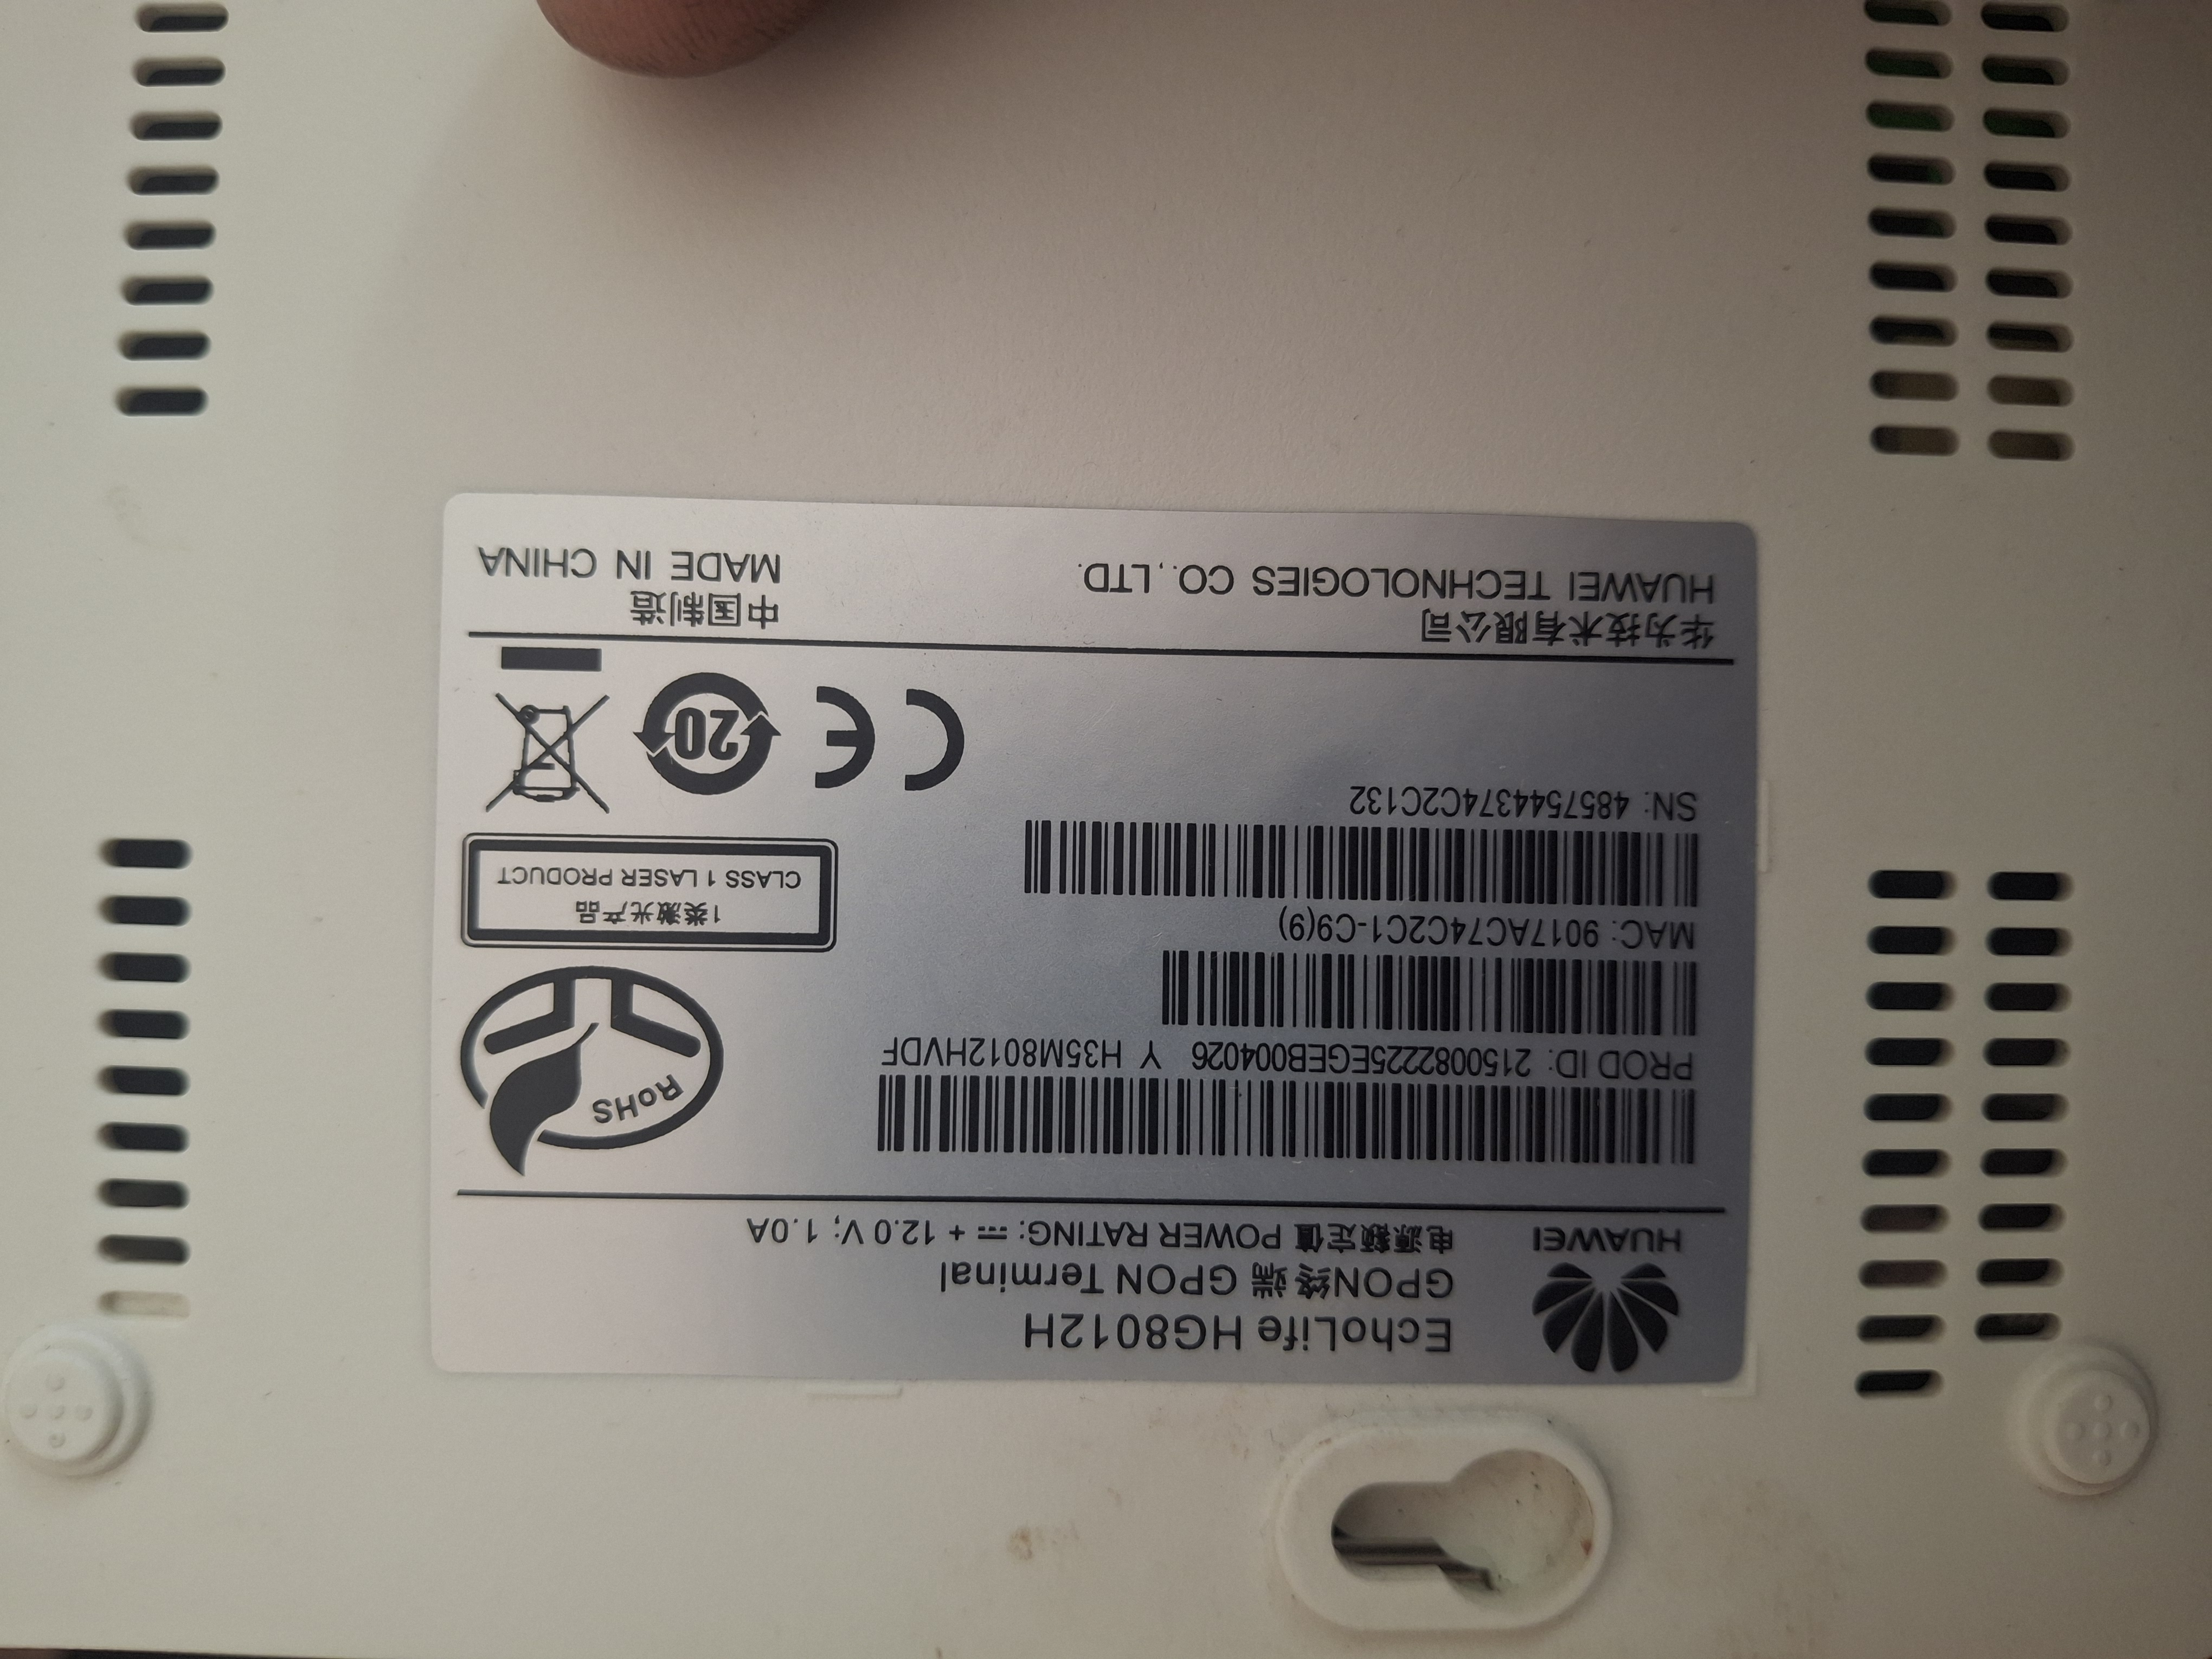 EchoLife HG8012H
GPON终端 GPON Terminal
HUAWEI
电源额定值 POWER RATING: ⎓ + 12.0 V; 1.0A
PROD ID: 2150082225EGEB004026 Y H35M8012HVDF
MAC: 9017AC74C2C1-C9(9)
SN: 4857544374C2C132
RoHS
1类激光产品
CLASS 1 LASER PRODUCT
CE
20
华为技术有限公司
HUAWEI TECHNOLOGIES CO.,LTD.
中国制造
MADE IN CHINA